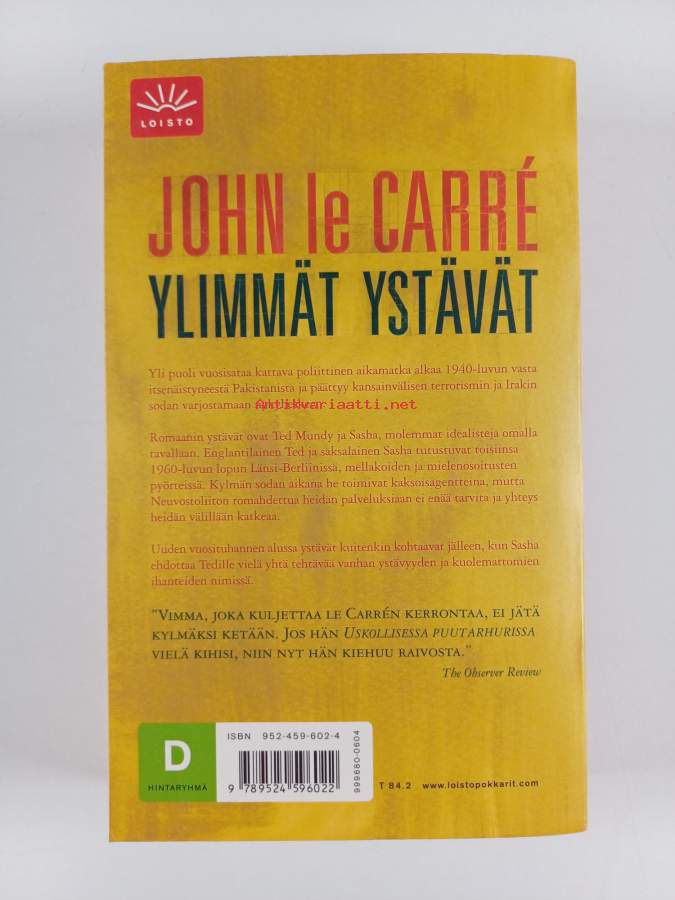 LOISTO
JOHN le CARRÉ
YLIMMÄT YSTÄVÄT
Yli puoli vuosisataa kattava poliittinen aikamatka alkaa 1940-luvun vasta
itsenäistyneestä Pakistanista ja päättyy kansainvälisen terrorismin ja Irakin
sodan varjostamaan
Antikvariaatti.net
Romaanin ystävät ovat Ted Mundy ja Sasha, molemmat idealisteja omalla
tavallaan. Englantilainen Ted ja saksalainen Sasha tutustuvat toisiinsa
1960-luvun lopun Länsi-Berliinissä, mellakoiden ja mielenosoitusten
pyörteissä. Kylmän sodan aikana he toimivat kaksoisagentteina, mutta
Neuvostoliiton romahdettua heidän palveluksiaan ei enää tarvita ja yhteys
heidän välillään katkeaa.
Uuden vuosituhannen alussa ystävät kuitenkin kohtaavat jälleen, kun Sasha
ehdottaa Tedille vielä yhtä tehtävää vanhan ystävyyden ja kuolemattomien
ihanteiden nimissä.
"VIMMA, JOKA KULJETTAA LE CARRÉN KERRONTAA, EI JÄTÄ
KYLMÄKSI KETÄÄN. JOS HÄN USKOLLISESSA PUUTARHURISSA
VIELÄ KIHISI, NIIN NYT HÄN KIEHUU RAIVOSTA."
The Observer Review
D
HINTARYHMÄ
ISBN 952-459-602-4
9 789524 596022
999680-0604
T 84.2 www.loistopokkarit.com